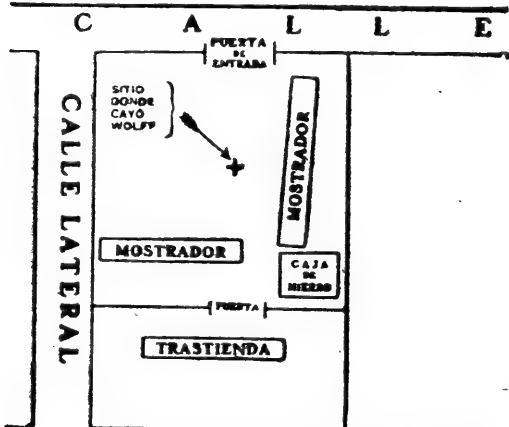 C A L L E
PUERTA
DE
ENTRADA
SITIO
DONDE
CAYÓ
WOLFF
CALLE LATERAL
MOSTRADOR
MOSTRADOR
CAJA
DE
HIERRO
PUERTA
TRASTIENDA